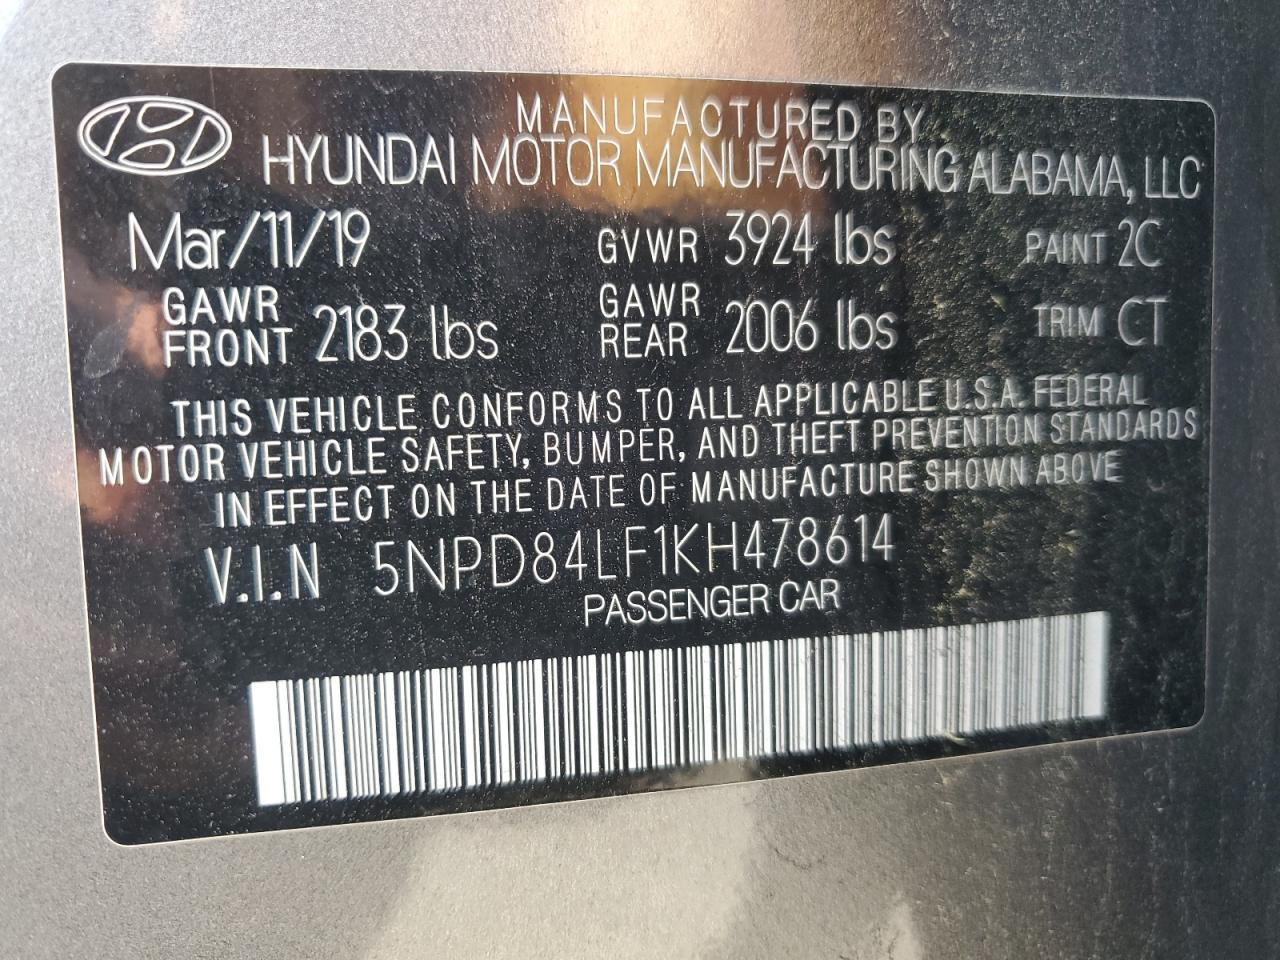 MANUFACTURED BY
HYUNDAI MOTOR MANUFACTURING ALABAMA, LLC
Mar/11/19 GVWR 3924 lbs PAINT 2C
GAWR FRONT 2183 lbs GAWR REAR 2006 lbs TRIM CT
THIS VEHICLE CONFORMS TO ALL APPLICABLE U.S.A. FEDERAL
MOTOR VEHICLE SAFETY, BUMPER, AND THEFT PREVENTION STANDARDS
IN EFFECT ON THE DATE OF MANUFACTURE SHOWN ABOVE
V.I.N 5NPD84LF1KH478614
PASSENGER CAR